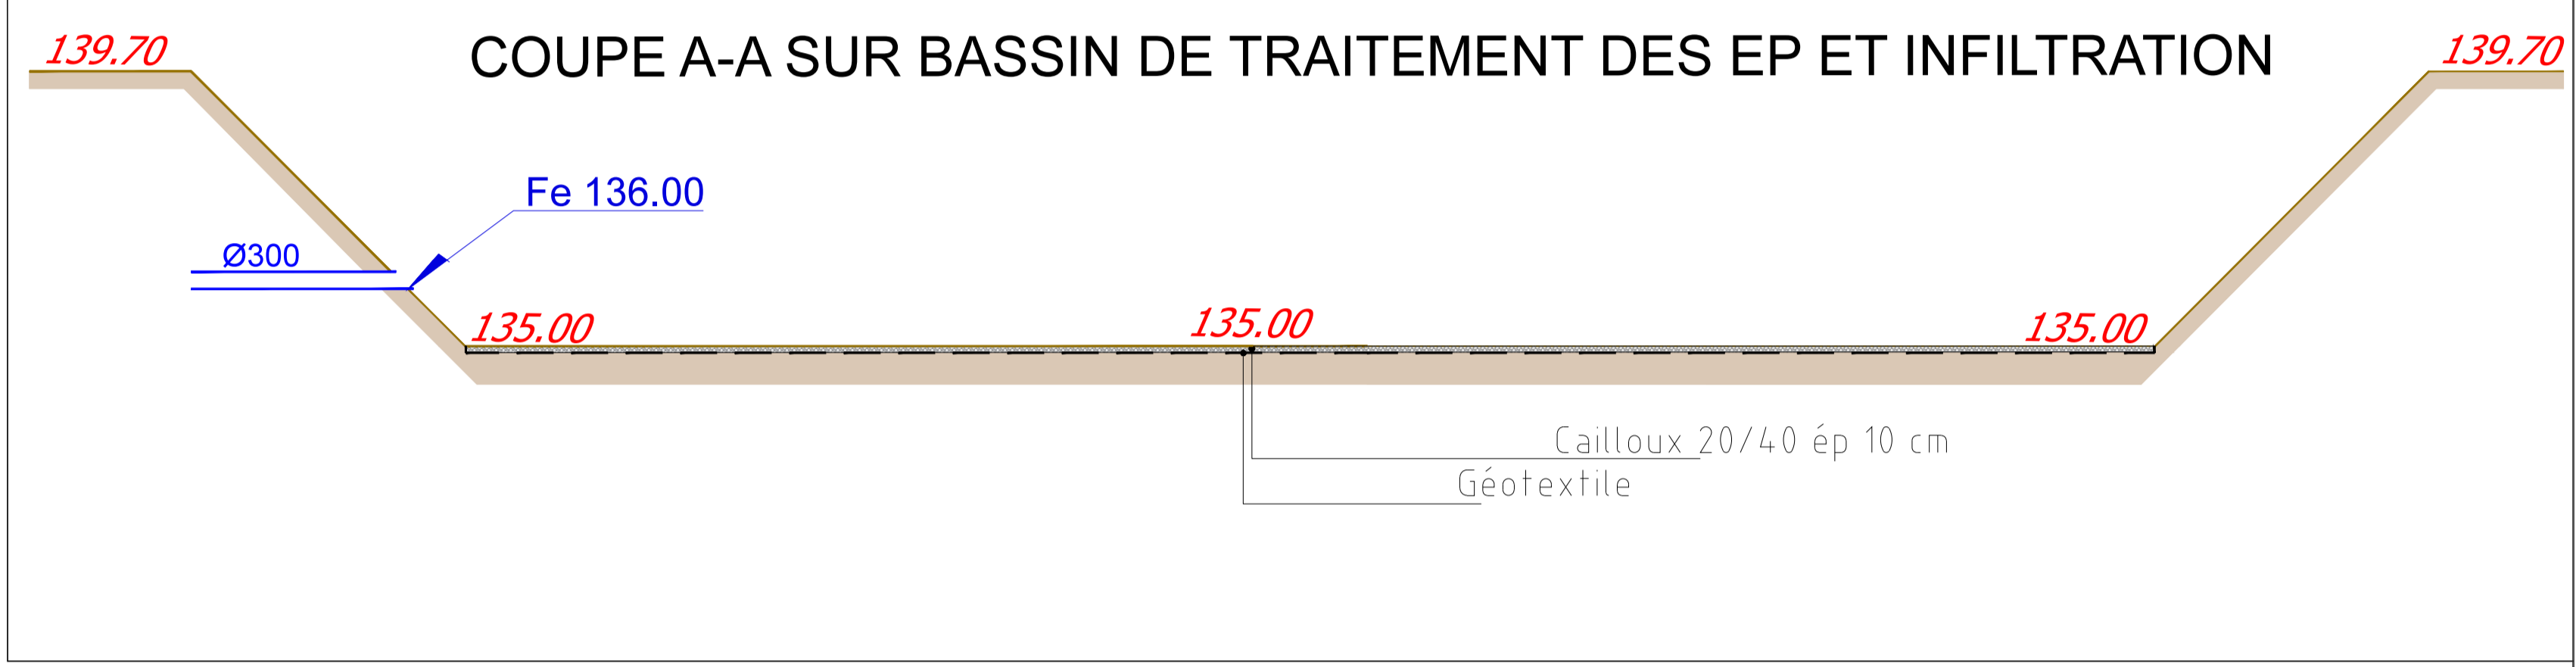 COUPE A-A SUR BASSIN DE TRAITEMENT DES EP ET INFILTRATION
139.70
139.70
Fe 136.00
Ø300
135.00
135.00
135.00
Cailloux 20/40 ép 10 cm
Géotextile